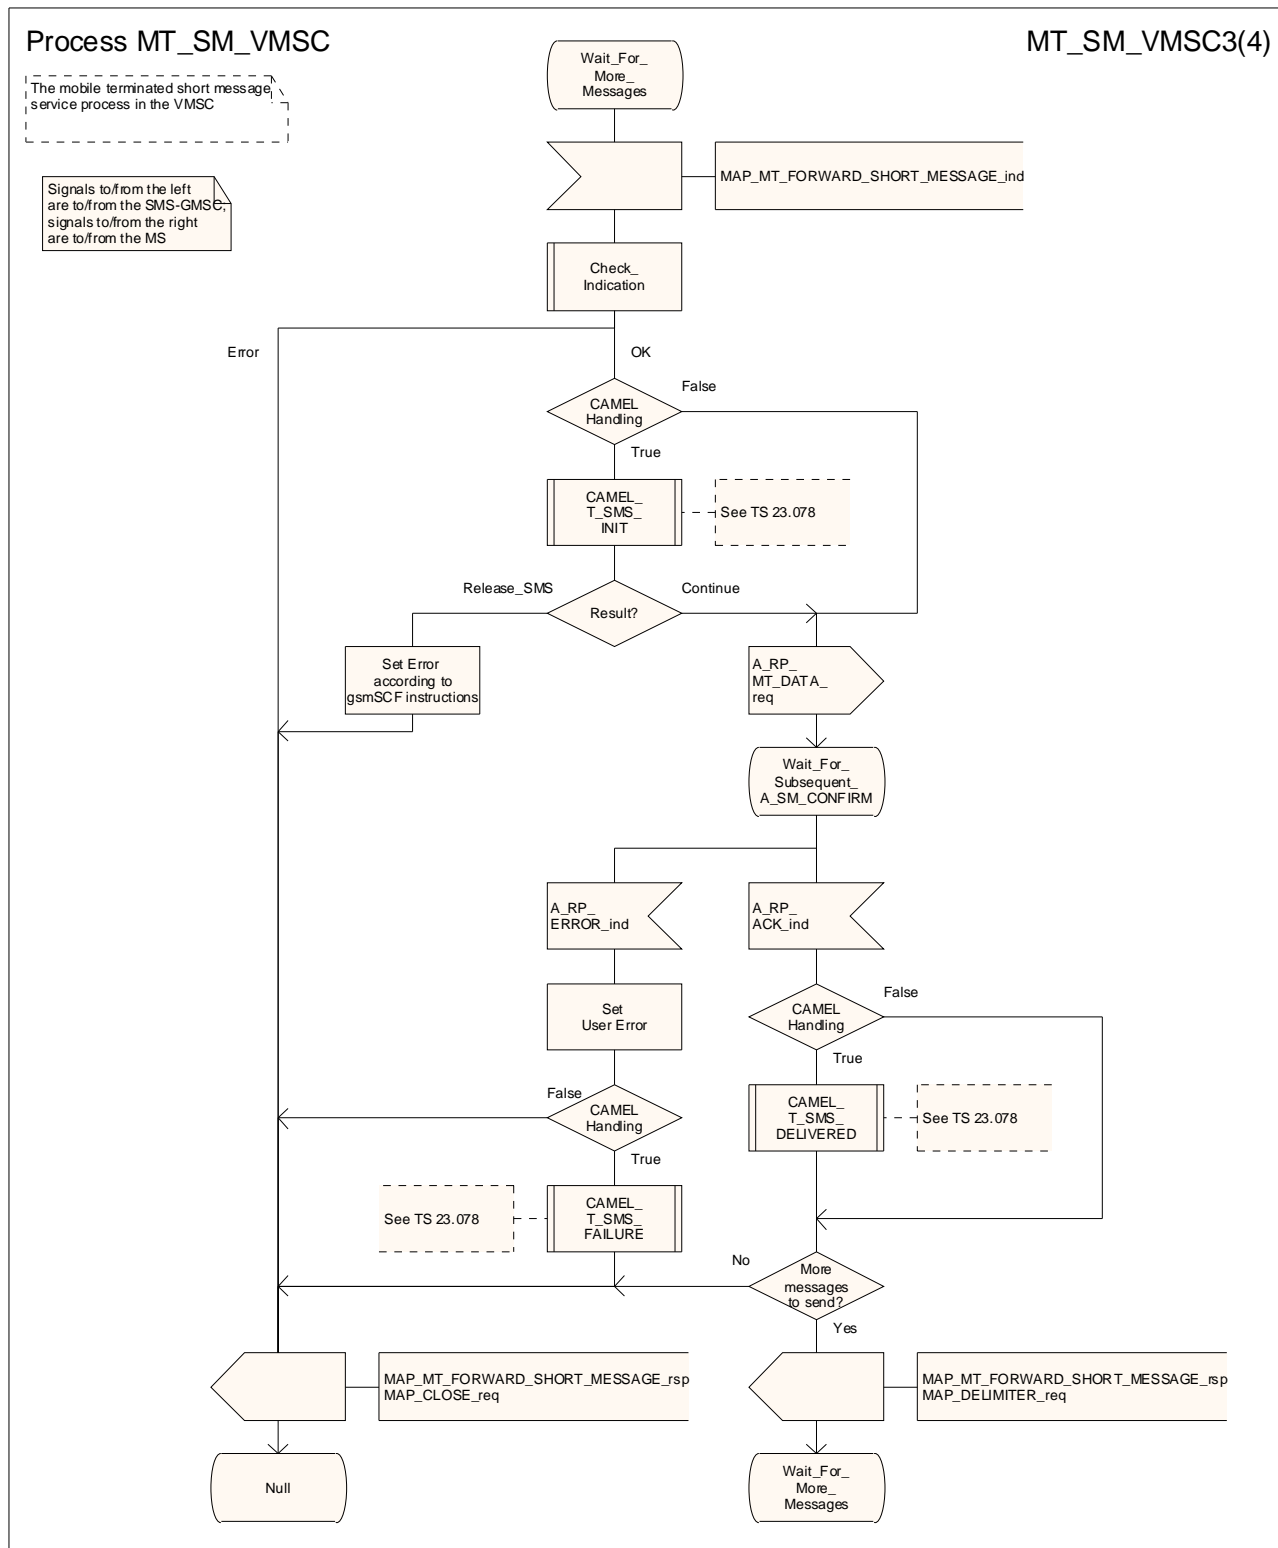 Process MT_SM_VMSC
MT_SM_VMSC3(4)
The mobile terminated short message
service process in the VMSC
Signals to/from the left
are to/from the SMS-GMSC,
signals to/from the right
are to/from the MS
Wait_For_
More_
Messages
MAP_MT_FORWARD_SHORT_MESSAGE_ind
Check_
Indication
Error
OK
CAMEL
Handling
False
True
CAMEL_
T_SMS_
INIT
See TS 23.078
Release_SMS
Result?
Continue
Set Error
according to
gsmSCF instructions
A_RP_
MT_DATA_
req
Wait_For_
Subsequent_
A_SM_CONFIRM
A_RP_
ERROR_ind
A_RP_
ACK_ind
Set
User Error
CAMEL
Handling
False
True
False
CAMEL
Handling
True
CAMEL_
T_SMS_
DELIVERED
See TS 23.078
See TS 23.078
CAMEL_
T_SMS_
FAILURE
No
More
messages
to send?
Yes
MAP_MT_FORWARD_SHORT_MESSAGE_rsp
MAP_CLOSE_req
MAP_MT_FORWARD_SHORT_MESSAGE_rsp
MAP_DELIMITER_req
Null
Wait_For_
More_
Messages